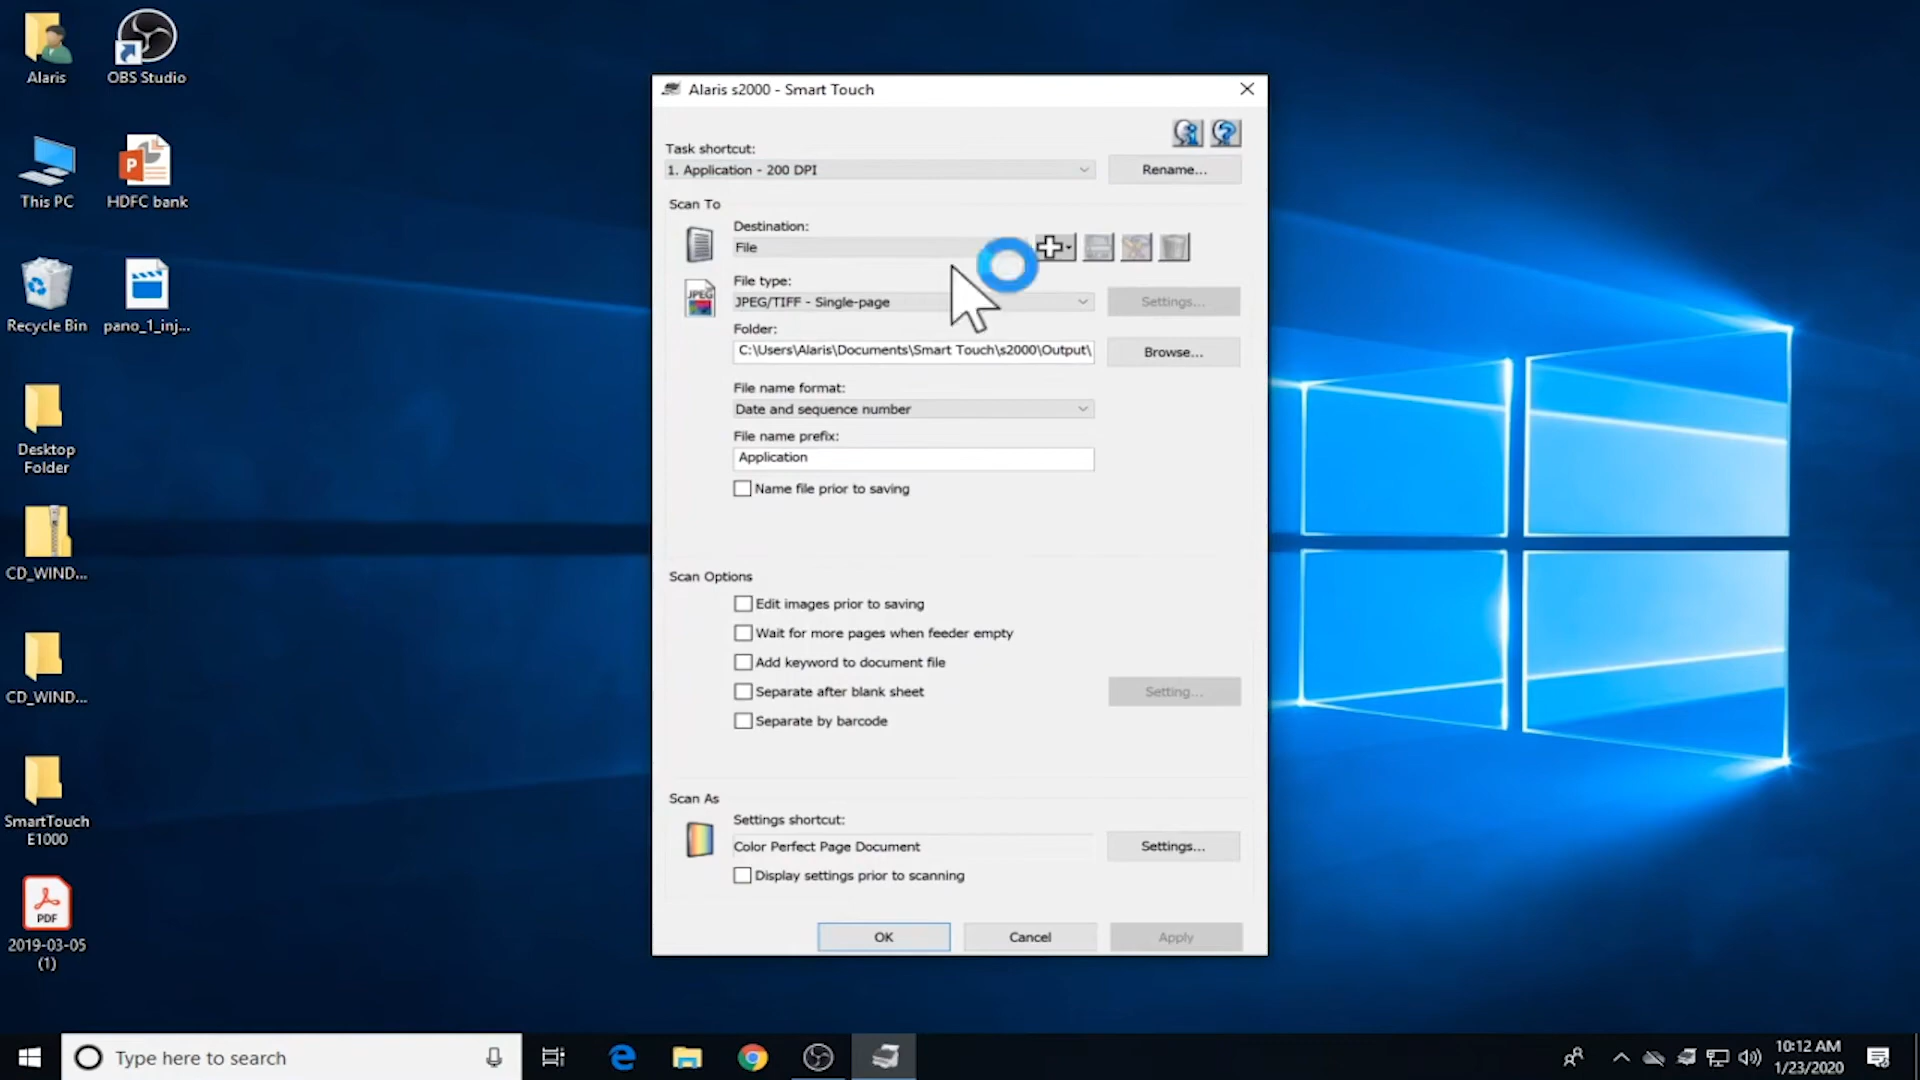 Alaris
OBS Studio
This PC
HDFC bank
Recycle Bin
pano_1_inj...
Desktop
Folder
CD_WIND...
CD_WIND...
SmartTouch
E1000
PDF
2019-03-05
(1)
Alaris s2000 - Smart Touch
Task shortcut:
1. Application - 200 DPI
Rename...
Scan To
Destination:
File
File type:
JPEG
JPEG/TIFF - Single-page
Settings...
Folder:
C:\Users\Alaris\Documents\Smart Touch\s2000\Output\
Browse...
File name format:
Date and sequence number
File name prefix:
Application
Name file prior to saving
Scan Options
Edit images prior to saving
Wait for more pages when feeder empty
Add keyword to document file
Separate after blank sheet
Setting...
Separate by barcode
Scan As
Settings shortcut:
Color Perfect Page Document
Settings...
Display settings prior to scanning
OK
Cancel
Apply
Type here to search
10:12 AM
1/23/2020